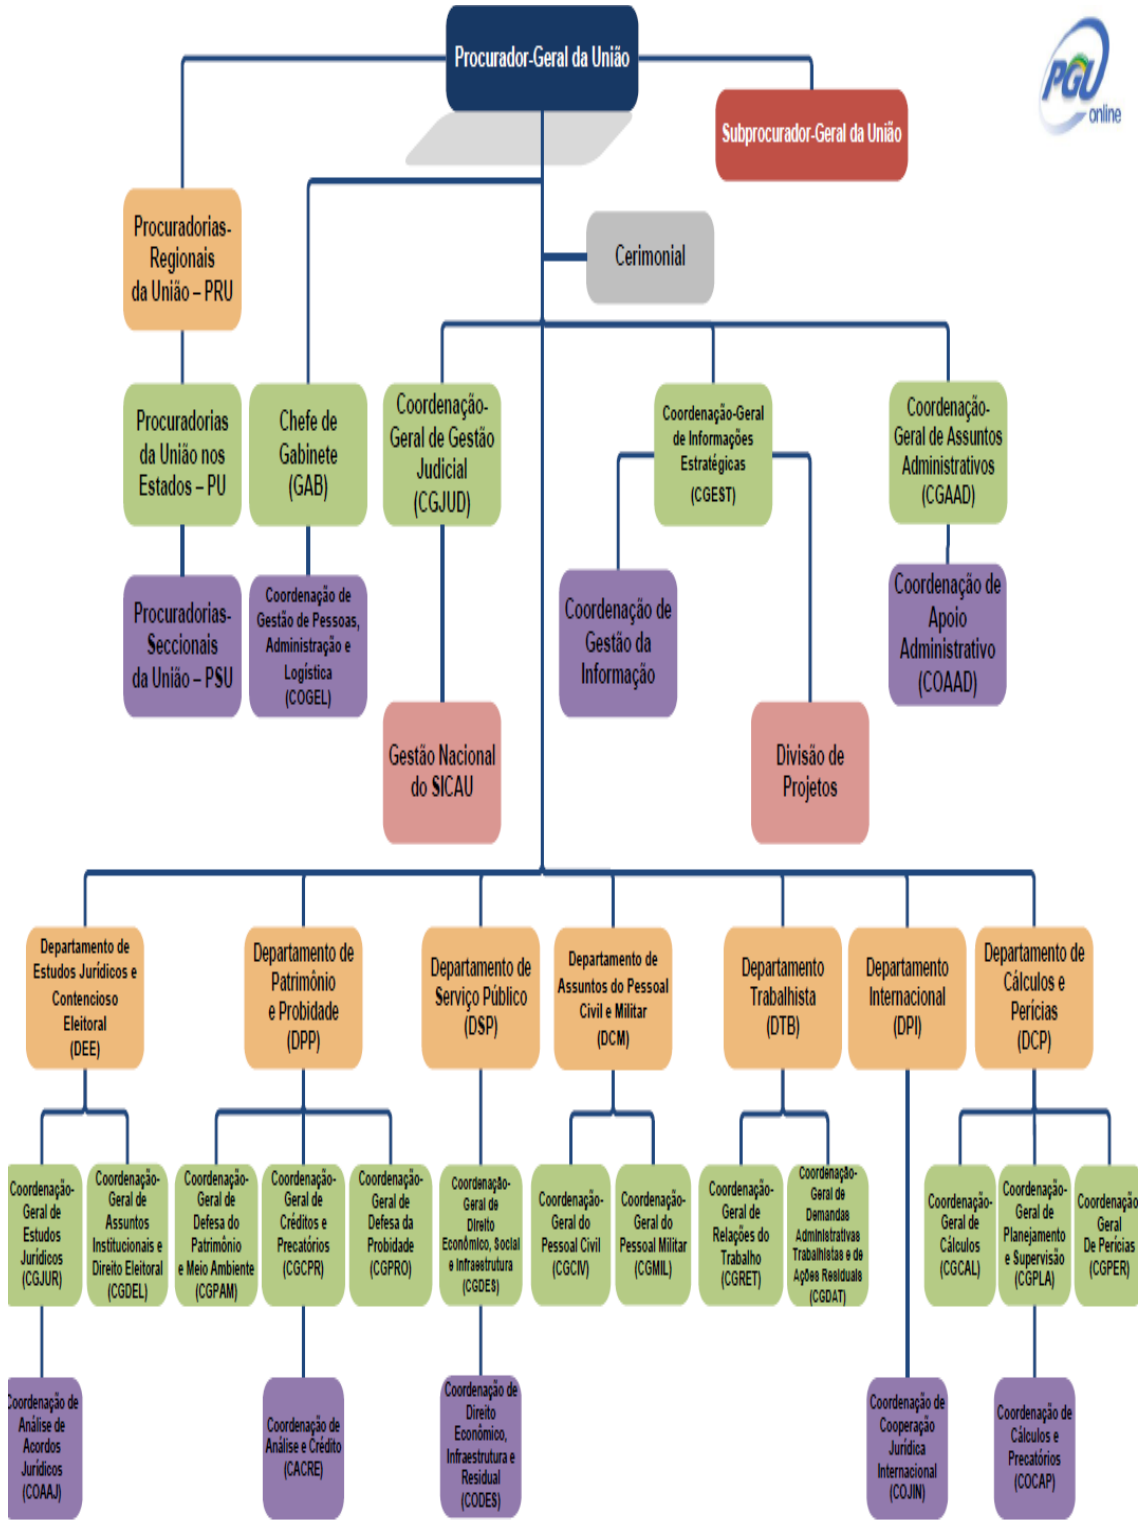 Procurador-Geral da União
PGU
online
Subprocurador-Geral da União
Procuradorias-
Regionais
da União – PRU
Cerimonial
Procuradorias
da União nos
Estados – PU
Chefe de
Gabinete
(GAB)
Coordenação-
Geral de Gestão
Judicial
(CGJUD)
Coordenação-Geral
de Informações
Estratégicas
(CGEST)
Coordenação-
Geral de Assuntos
Administrativos
(CGAAD)
Procuradorias-
Seccionais
da União – PSU
Coordenação de
Gestão de Pessoas,
Administração e
Logística
(COGEL)
Coordenação de
Gestão da
Informação
Coordenação de
Apoio
Administrativo
(COAAD)
Gestão Nacional
do SICAU
Divisão de
Projetos
Departamento de
Estudos Jurídicos e
Contencioso
Eleitoral
(DEE)
Departamento de
Patrimônio
e Probidade
(DPP)
Departamento de
Serviço Público
(DSP)
Departamento de
Assuntos do Pessoal
Civil e Militar
(DCM)
Departamento
Trabalhista
(DTB)
Departamento
Internacional
(DPI)
Departamento de
Cálculos e
Perícias
(DCP)
Coordenação-
Geral de
Estudos
Jurídicos
(CGJUR)
Coordenação-
Geral de
Assuntos
Institucionais e
Direito Eleitoral
(CGDEL)
Coordenação-
Geral de
Defesa do
Patrimônio
e Meio Ambiente
(CGPAM)
Coordenação-
Geral de
Créditos e
Precatórios
(CGCPR)
Coordenação-
Geral de
Defesa da
Probidade
(CGPRO)
Coordenação-
Geral de
Direito
Econômico, Social
e Infraestrutura
(CGDES)
Coordenação-
Geral do
Pessoal Civil
(CGCIV)
Coordenação-
Geral do
Pessoal Militar
(CGMIL)
Coordenação-
Geral de
Relações do
Trabalho
(CGRET)
Coordenação-
Geral de
Demandas
Administrativas
Trabalhistas e de
Ações Residuais
(CGDAT)
Coordenação-
Geral de
Cálculos
(CGCAL)
Coordenação-
Geral de
Planejamento
e Supervisão
(CGPLA)
Coordenação-
Geral
De Perícias
(CGPER)
Coordenação de
Análise de
Acordos
Jurídicos
(COAAJ)
Coordenação de
Análise e Crédito
(CACRE)
Coordenação de
Direito
Econômico,
Infraestrutura e
Residual
(CODES)
Coordenação de
Cooperação
Jurídica
Internacional
(COJIN)
Coordenação de
Cálculos e
Precatórios
(COCAP)